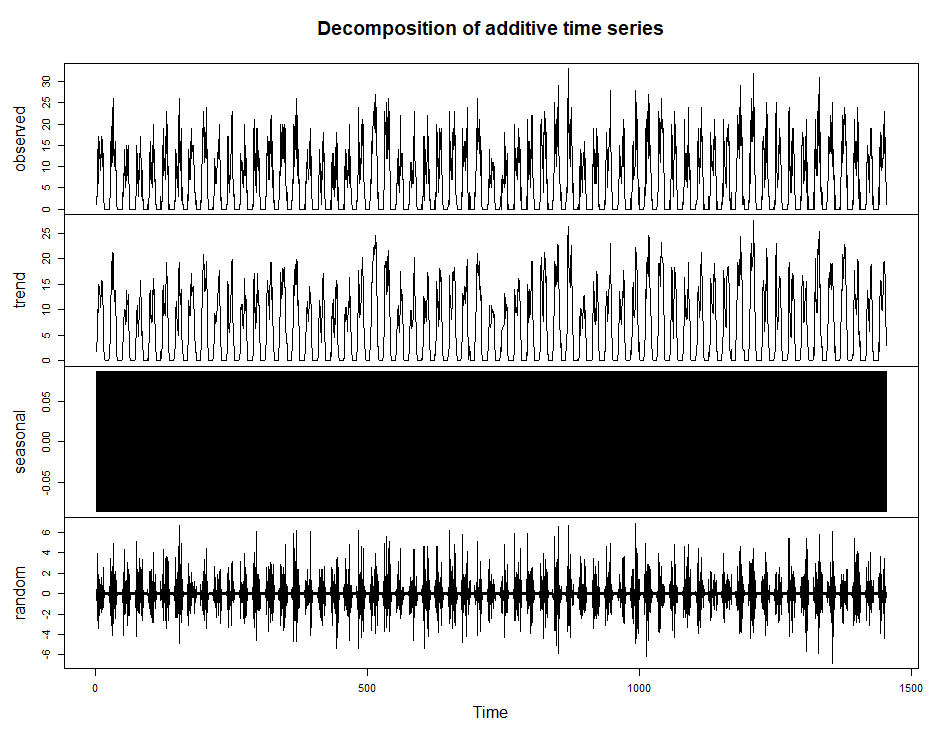 Decomposition of additive time series
observed
0 5 10 15 20 25 30
trend
0 5 10 15 20 25
seasonal
-0.05 0.00 0.05
random
-6 -4 -2 0 2 4 6
0 500 1000 1500
Time